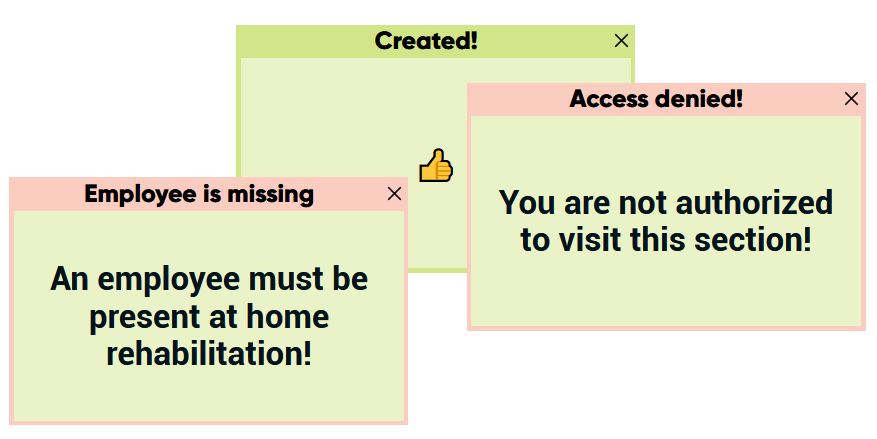 Created!
Access denied!
You are not authorized
to visit this section!
Employee is missing
An employee must be
present at home
rehabilitation!